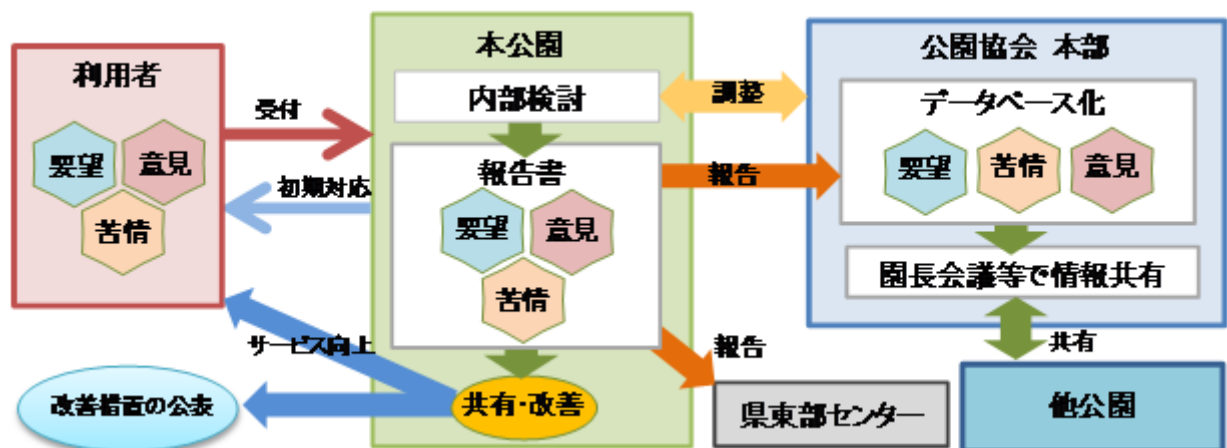 利用者
要望
意見
苦情
受付
初期対応
サービス向上
改善措置の公表
本公園
内部検討
報告書
要望
意見
苦情
共有・改善
調整
報告
報告
県東部センター
公園協会 本部
データベース化
要望
苦情
意見
園長会議等で情報共有
共有
他公園